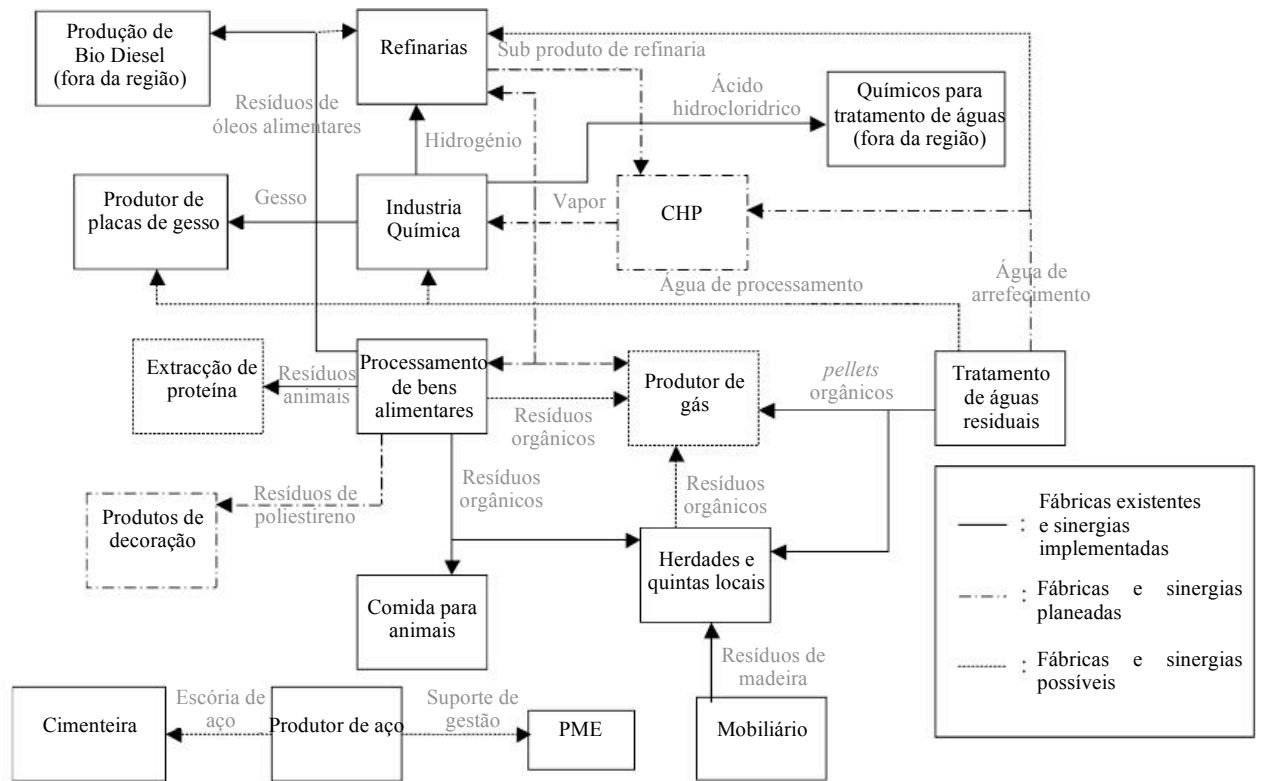 Produção de
Bio Diesel
(fora da região)
Refinarias
Sub produto de refinaria
Resíduos de
óleos alimentares
Hidrogénio
Ácido
hidrocloridrico
Químicos para
tratamento de águas
(fora da região)
Produtor de
placas de gesso
Gesso
Industria
Química
Vapor
CHP
Água de processamento
Água de
arrefecimento
Extracção de
proteína
Resíduos
animais
Processamento
de bens
alimentares
Resíduos
orgânicos
Produtor de
gás
pellets
orgânicos
Tratamento
de águas
residuais
Produtos de
decoração
Resíduos de
poliestireno
Resíduos
orgânicos
Resíduos
orgânicos
Comida para
animais
Herdades e
quintas locais
Resíduos de
madeira
Cimenteira
Escória de
aço
Produtor de aço
Suporte de
gestão
PME
Mobiliário
: Fábricas existentes
e sinergias
implementadas
: Fábricas e sinergias
planeadas
: Fábricas e sinergias
possíveis